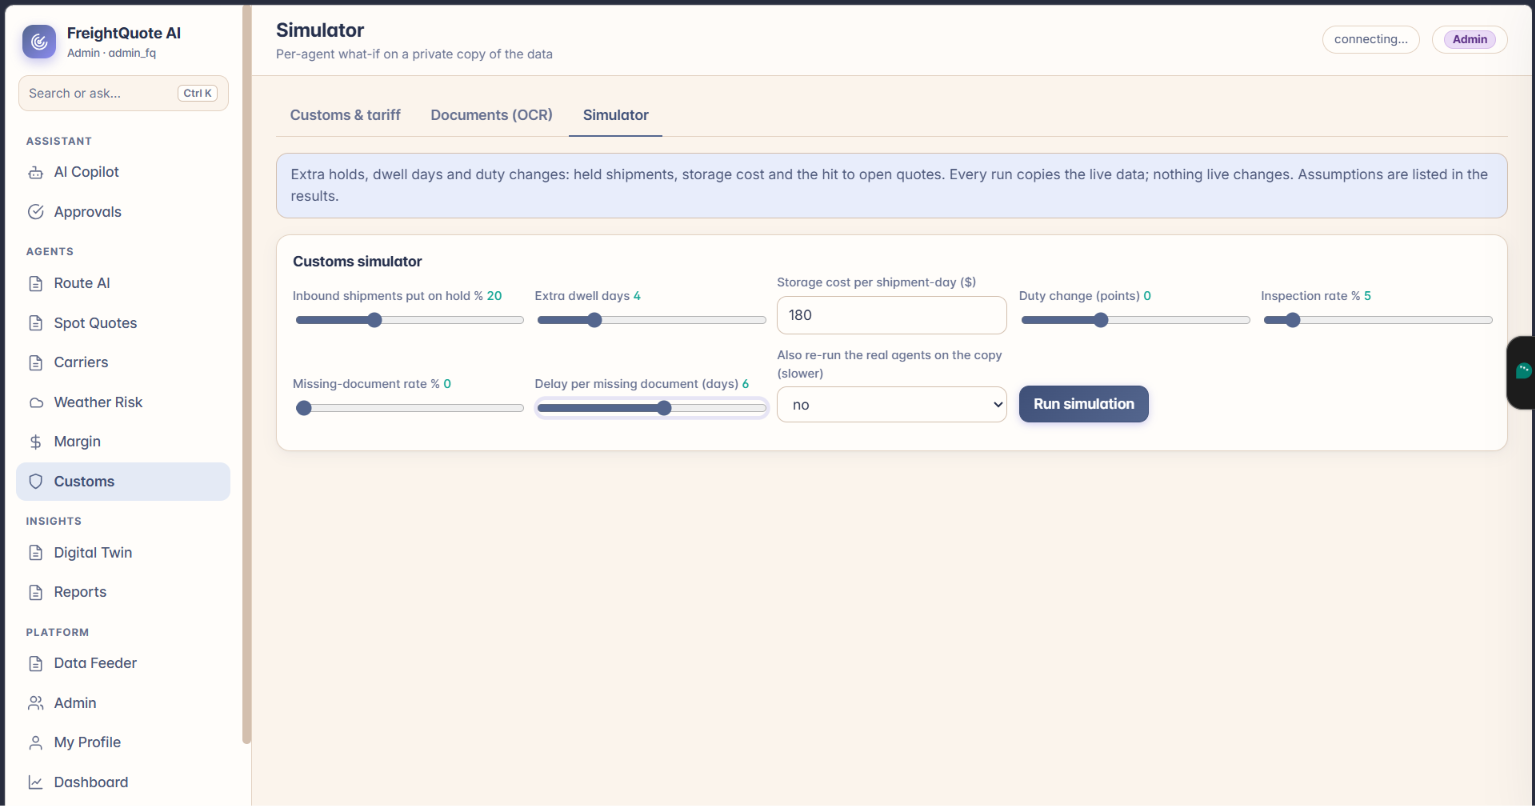 FreightQuote AI
Admin · admin_fq
Search or ask...
Ctrl K
ASSISTANT
AI Copilot
Approvals
AGENTS
Route AI
Spot Quotes
Carriers
Weather Risk
Margin
Customs
INSIGHTS
Digital Twin
Reports
PLATFORM
Data Feeder
Admin
My Profile
Dashboard
Simulator
Per-agent what-if on a private copy of the data
connecting...
Admin
Customs & tariff
Documents (OCR)
Simulator
Extra holds, dwell days and duty changes: held shipments, storage cost and the hit to open quotes. Every run copies the live data; nothing live changes. Assumptions are listed in the
results.
Customs simulator
Inbound shipments put on hold % 20
Extra dwell days 4
Storage cost per shipment-day ($)
180
Duty change (points) 0
Inspection rate % 5
Missing-document rate % 0
Delay per missing document (days) 6
Also re-run the real agents on the copy
(slower)
no
Run simulation